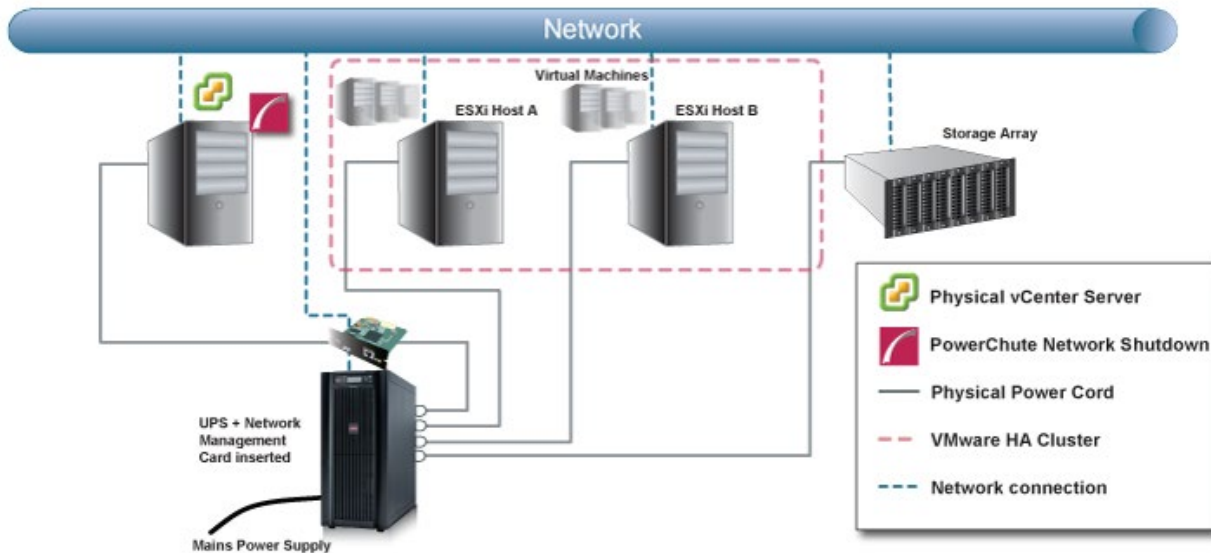 Network
Virtual Machines
ESXi Host A
ESXi Host B
Storage Array
UPS + Network
Management
Card inserted
Mains Power Supply
Physical vCenter Server
PowerChute Network Shutdown
Physical Power Cord
VMware HA Cluster
Network connection